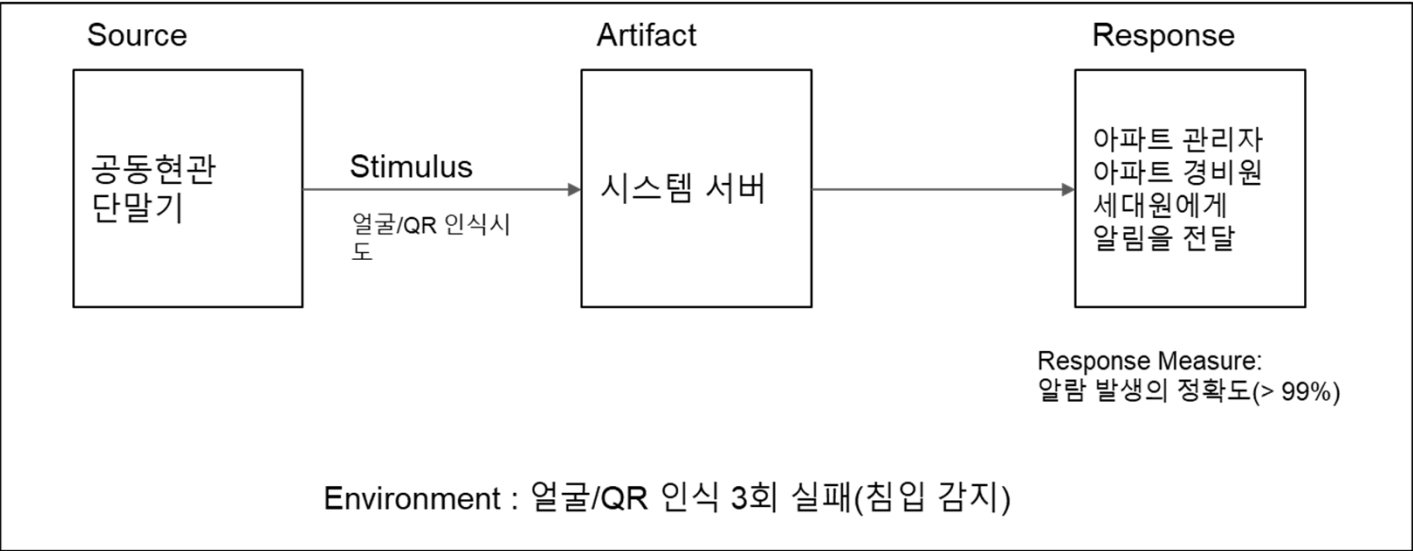 Source
Artifact
Response
공동현관
단말기
Stimulus
얼굴/QR 인식시
도
시스템 서버
아파트 관리자
아파트 경비원
세대원에게
알림을 전달
Response Measure:
알람 발생의 정확도(> 99%)
Environment : 얼굴/QR 인식 3회 실패(침입 감지)